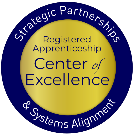 Strategic Partnerships
Registered
Apprenticeship
Center of
Excellence
& Systems Alignment